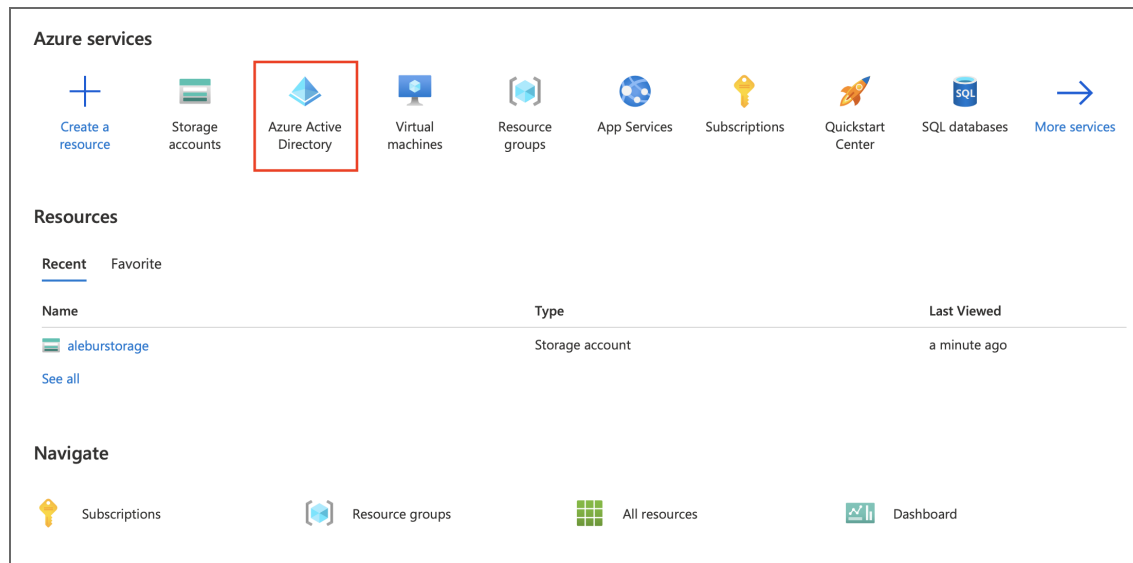 Azure services
Create a
resource
Storage
accounts
Azure Active
Directory
Virtual
machines
Resource
groups
App Services
Subscriptions
Quickstart
Center
SQL
SQL databases
More services
Resources
Recent Favorite
Name Type Last Viewed
aleburstorage Storage account a minute ago
See all
Navigate
Subscriptions Resource groups All resources Dashboard